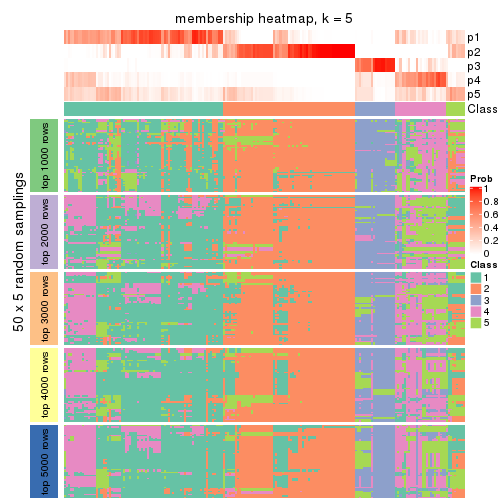 membership heatmap, k = 5
p1
p2
p3
p4
p5
Class
50 x 5 random samplings
top 1000 rows
top 2000 rows
top 3000 rows
top 4000 rows
top 5000 rows
Prob
1
0.8
0.6
0.4
0.2
0
Class
1
2
3
4
5